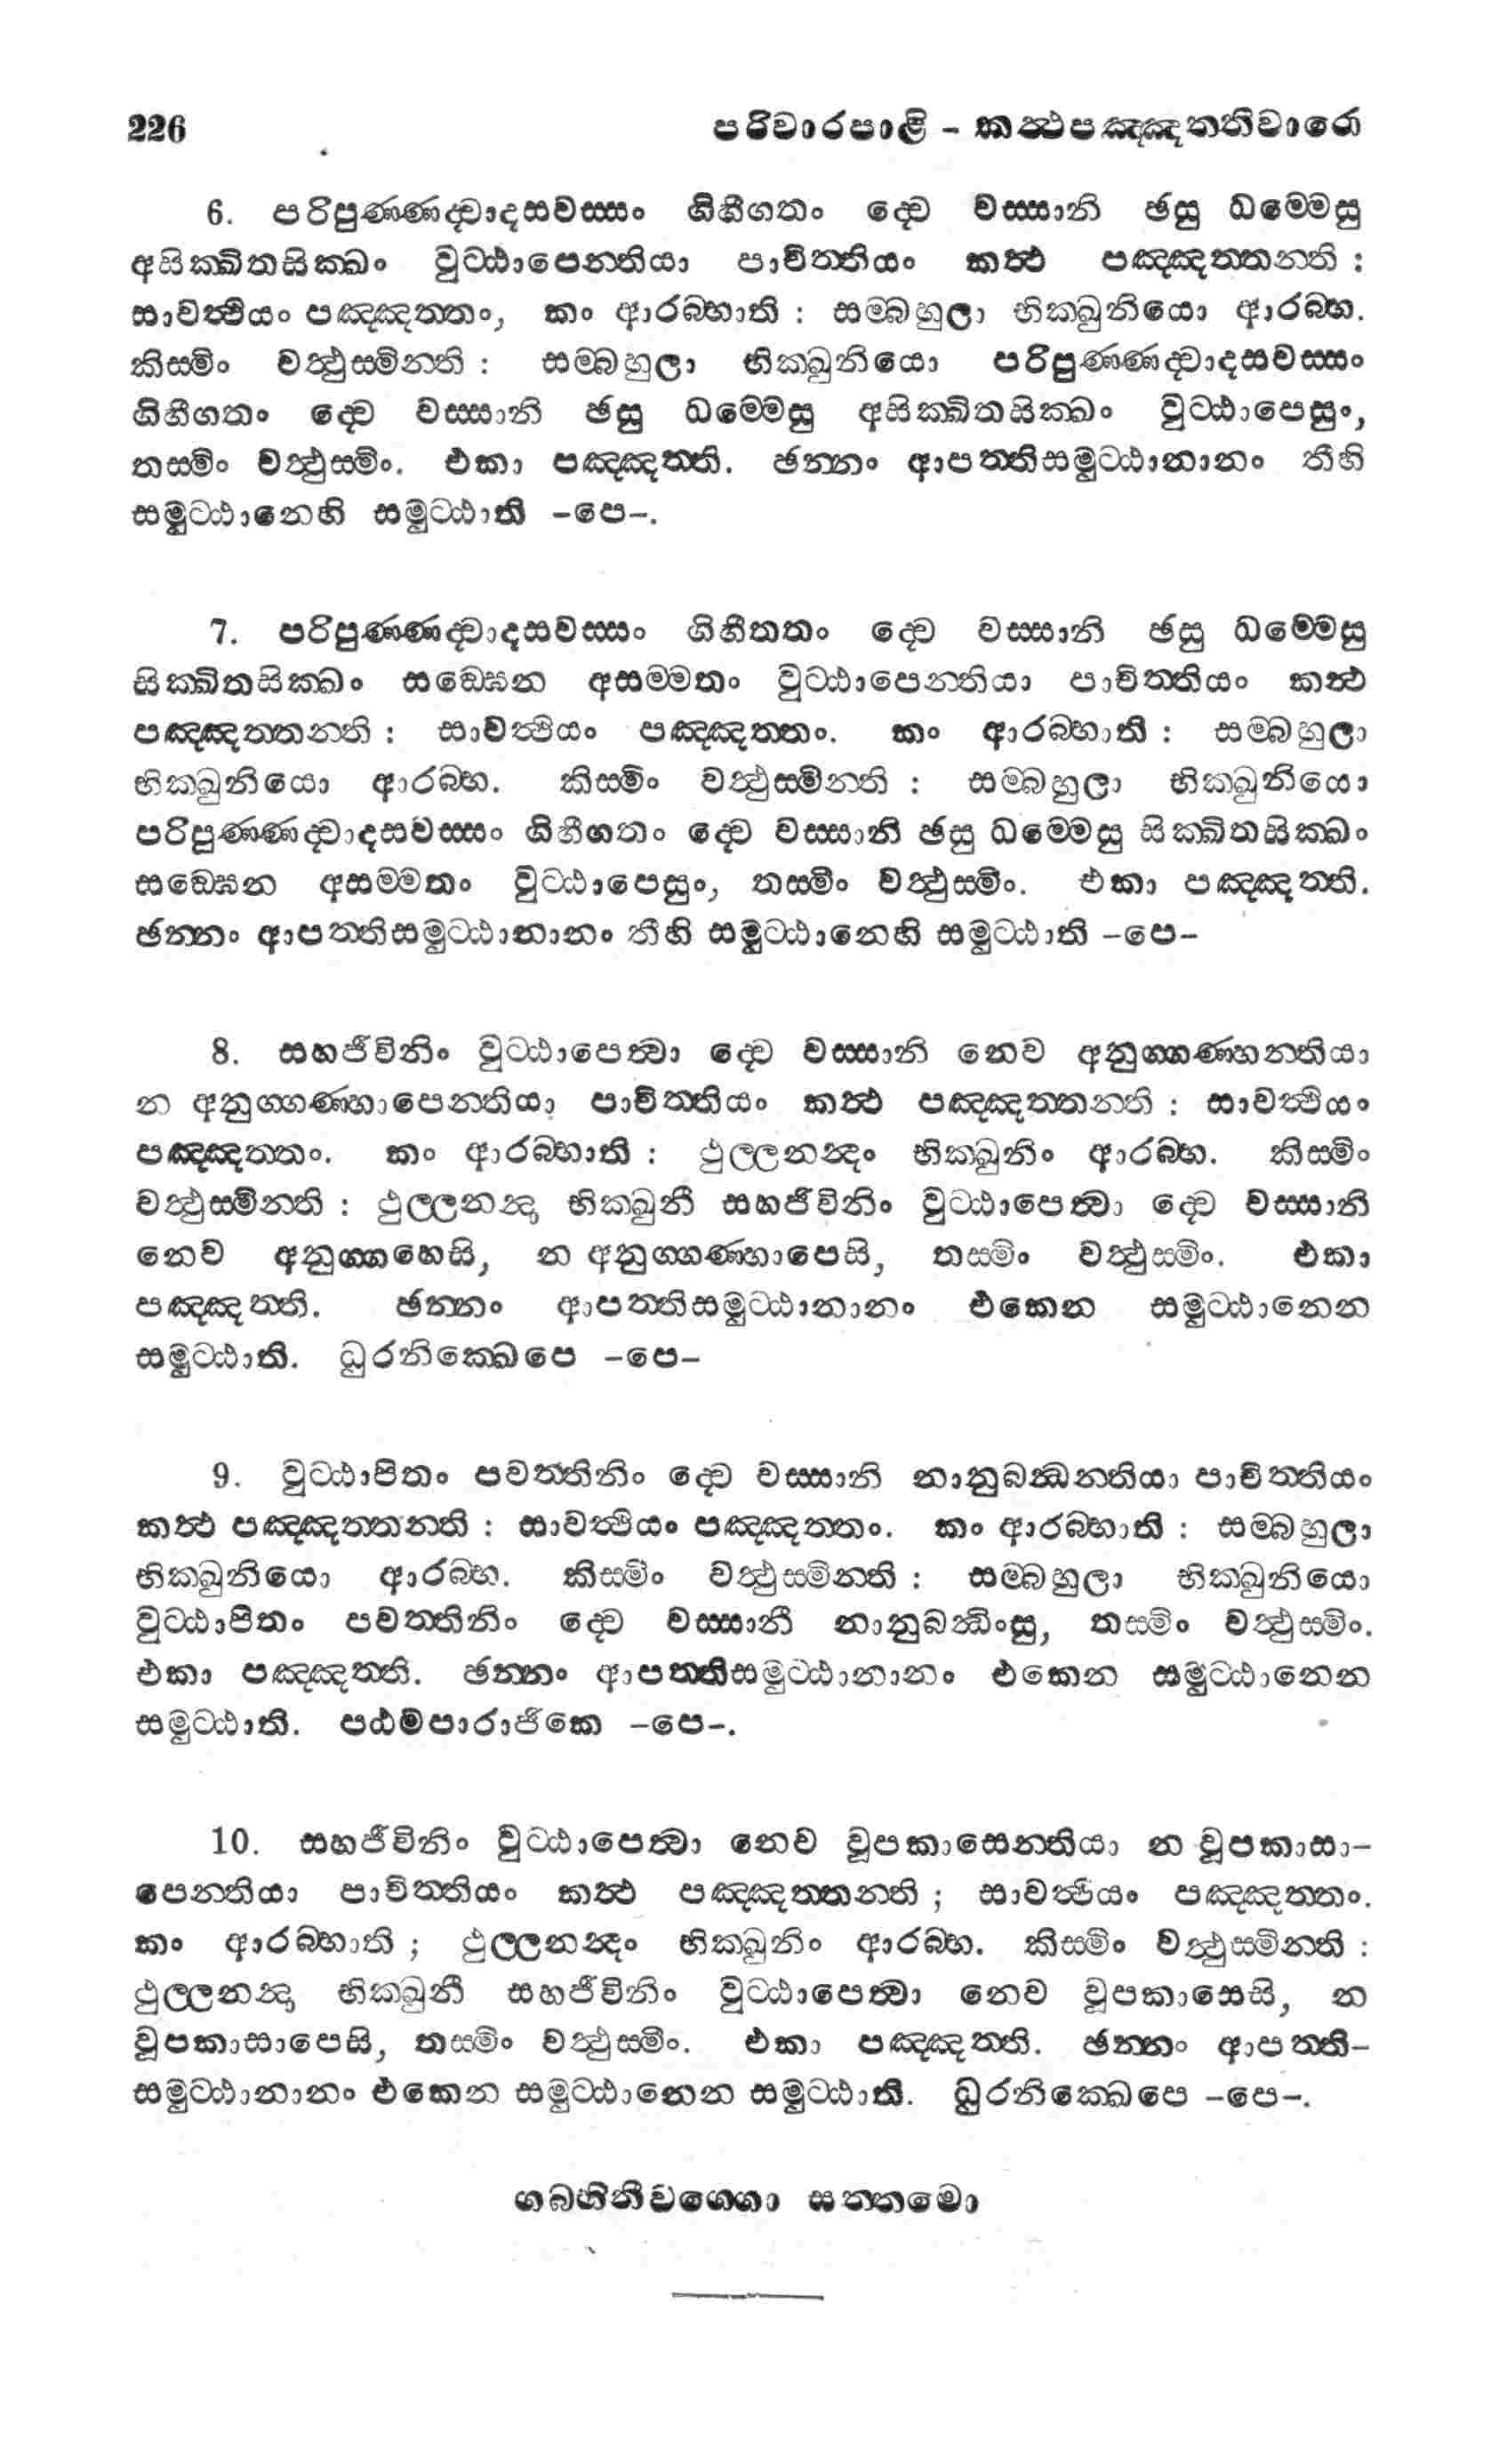 226 පරිවාරපාළි - කත්‍ථපඤ්ඤත්තිවාරො
6. පරිපුණ්ණද්වාදසවස්සං ගිහීගතං ද්වෙ වස්සානි ඡසු ධම්මෙසු
අසික්ඛිතසික්ඛං වුට්ඨාපෙන්තියා පාචිත්තියං කත්‍ථ පඤ්ඤත්තන්ති :
සාවත්‍ථියං පඤ්ඤත්තං, කං ආරබ්භාති : සම්බහුලා භික්ඛුනියො ආරබ්භ.
කිස්මිං වත්‍ථුස්මින්ති : සම්බහුලා භික්ඛුනියො පරිපුණ්ණද්වාදසවස්සං
ගිහීගතං ද්වෙ වස්සානි ඡසු ධම්මෙසු අසික්ඛිතසික්ඛං වුට්ඨාපෙසුං,
තස්මිං වත්‍ථුස්මිං. එකා පඤ්ඤත්ති. ඡන්නං ආපත්තිසමුට්ඨානානං තීහි
සමුට්ඨානෙහි සමුට්ඨාති –පෙ–.
7. පරිපුණ්ණද්වාදසවස්සං ගිහීතතං ද්වෙ වස්සානි ඡසු ධම්මෙසු
සික්ඛිතසික්ඛං සඞ්ඝෙන අසම්මතං වුට්ඨාපෙන්තියා පාචිත්තියං කත්‍ථ
පඤ්ඤත්තන්ති : සාවත්‍ථියං පඤ්ඤත්තං. කං ආරබ්භාති : සම්බහුලා
භික්ඛුනියො ආරබ්භ. කිස්මිං වත්‍ථුස්මින්ති : සම්බහුලා භික්ඛුනියො
පරිපුණ්ණද්වාදසවස්සං ගිහීගතං ද්වෙ වස්සානි ඡසු ධම්මෙසු සික්ඛිතසික්ඛං
සඞ්ඝෙන අසම්මතං වුට්ඨාපෙසුං, තස්මිං වත්‍ථුස්මිං. එකා පඤ්ඤත්ති.
ඡන්නං ආපත්තිසමුට්ඨානානං තීහි සමුට්ඨානෙහි සමුට්ඨාති –පෙ–
8. සහජීවිනිං වුට්ඨාපෙත්‍වා ද්වෙ වස්සානි නෙව අනුග්ගණ්හන්තියා
න අනුග්ගණ්හාපෙන්තියා පාචිත්තියං කත්‍ථ පඤ්ඤත්තන්ති : සාවත්‍ථියං
පඤ්ඤත්තං. කං ආරබ්භාති : ථුල්ලනන්දං භික්ඛුනිං ආරබ්භ. කිස්මිං
වත්‍ථුස්මින්ති : ථුල්ලනන්දා භික්ඛුනී සහජීවිනිං වුට්ඨාපෙත්‍වා ද්වෙ වස්සානි
නෙව අනුග්ගහෙසි, න අනුග්ගණ්හාපෙසි, තස්මිං වත්‍ථුස්මිං. එකා
පඤ්ඤත්ති. ඡන්නං ආපත්තිසමුට්ඨානානං එකෙන සමුට්ඨානෙන
සමුට්ඨාති. ධුරනික්ඛෙපෙ –පෙ–
9. වුට්ඨාපිතං පවත්තිනිං ද්වෙ වස්සානි නානුබන්ධන්තියා පාචිත්තියං
කත්‍ථ පඤ්ඤත්තන්ති : සාවත්‍ථියං පඤ්ඤත්තං. කං ආරබ්භාති : සම්බහුලා
භික්ඛුනියො ආරබ්භ. කිස්මිං වත්‍ථුස්මින්ති : සම්බහුලා භික්ඛුනියො
වුට්ඨාපිතං පවත්තිනිං ද්වෙ වස්සානී නානුබන්ධිංසු, තස්මිං වත්‍ථුස්මිං.
එකා පඤ්ඤත්ති. ඡන්නං ආපත්තිසමුට්ඨානානං එකෙන සමුට්ඨානෙන
සමුට්ඨාති. පඨමපාරාජිකෙ –පෙ–.
10. සහජීවිනිං වුට්ඨාපෙත්‍වා නෙව වූපකාසෙන්තියා න වූපකාසා–
පෙන්තියා පාචිත්තියං කත්‍ථ පඤ්ඤත්තන්ති ; සාවත්‍ථියං පඤ්ඤත්තං.
කං ආරබ්භාති ; ථුල්ලනන්දං භික්ඛුනිං ආරබ්භ. කිස්මිං වත්‍ථුස්මින්ති :
ථුල්ලනන්දා භික්ඛුනී සහජීවිනිං වුට්ඨාපෙත්‍වා නෙව වූපකාසෙසි, න
වූපකාසාපෙසි, තස්මිං වත්‍ථුස්මිං. එකා පඤ්ඤත්ති. ඡන්නං ආපත්ති–
සමුට්ඨානානං එකෙන සමුට්ඨානෙන සමුට්ඨාති. ධුරනික්ඛෙපෙ –පෙ–.
ගබ්භිනීවග්ගො සත්තමො